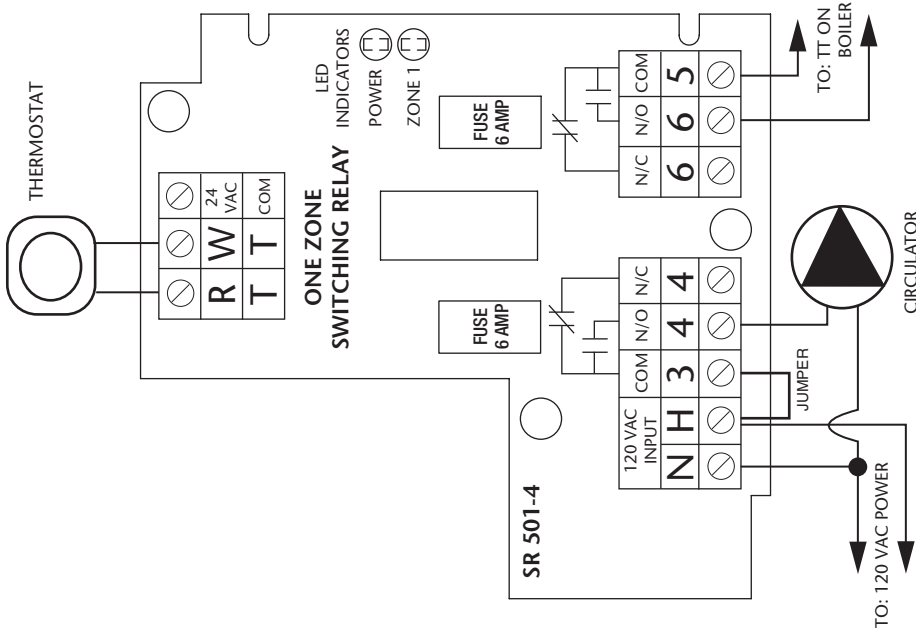 THERMOSTAT
R
W
24
VAC
T
T
COM
ONE ZONE
SWITCHING RELAY
LED
INDICATORS
POWER
ZONE 1
FUSE
6 AMP
FUSE
6 AMP
SR 501-4
120 VAC
INPUT
COM
N/O
N/C
N
H
3
4
4
N/C
N/O
COM
6
6
5
JUMPER
CIRCULATOR
TO: 120 VAC POWER
TO: TT ON
BOILER